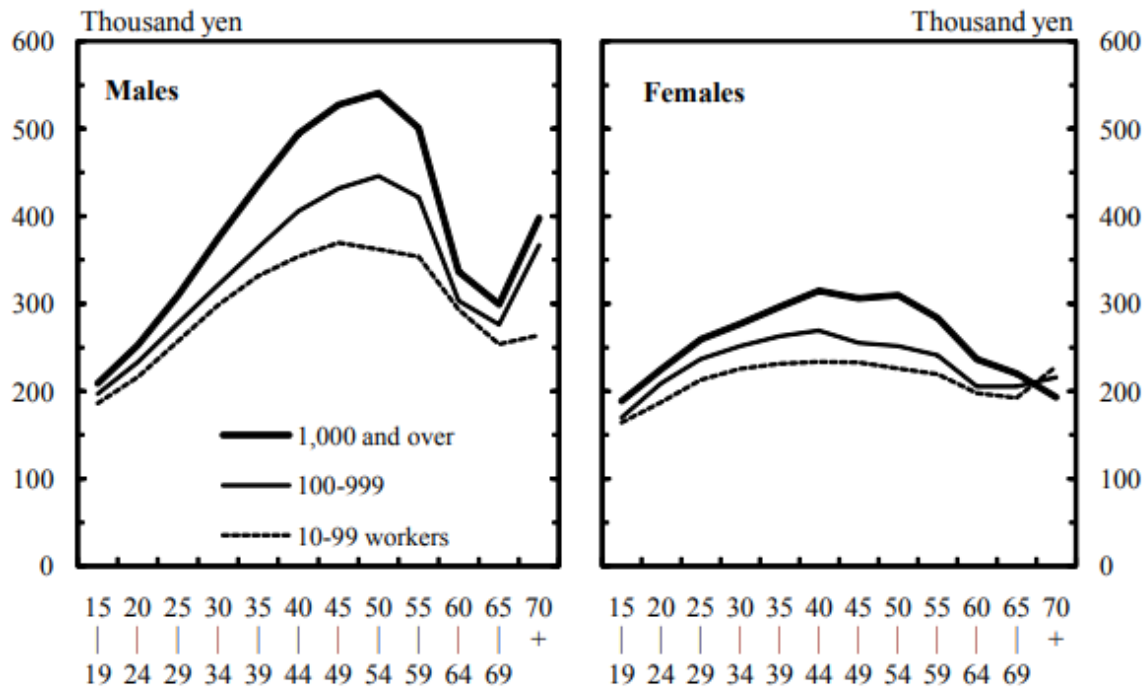 Thousand yen
Thousand yen
600
500
400
300
200
100
0
Males
1,000 and over
100-999
10-99 workers
Females
600
500
400
300
200
100
0
15 20 25 30 35 40 45 50 55 60 65 70
| | | | | | | | | | | +
19 24 29 34 39 44 49 54 59 64 69
15 20 25 30 35 40 45 50 55 60 65 70
| | | | | | | | | | | +
19 24 29 34 39 44 49 54 59 64 69